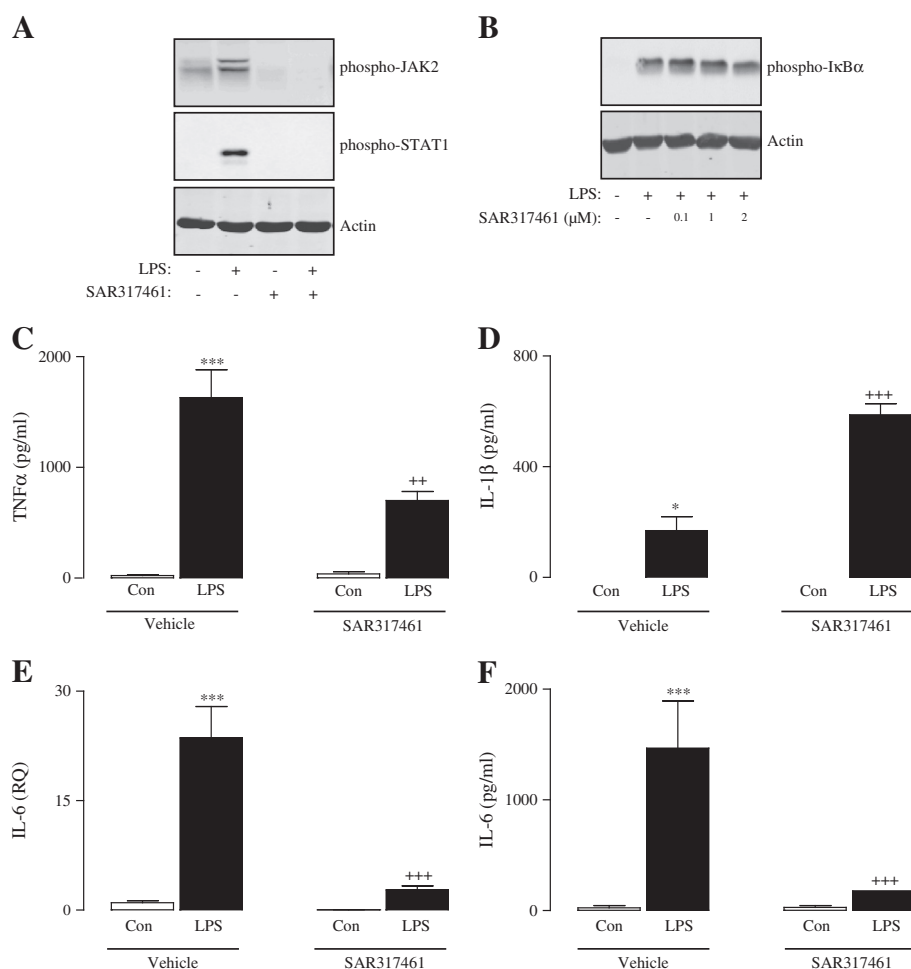 A
phospho-JAK2
phospho-STAT1
Actin
LPS: - + - +
SAR317461: - - + +
B
phospho-IκBα
Actin
LPS: - + + + +
SAR317461 (μM): - - 0.1 1 2
C
TNFα (pg/ml)
2000
1000
0
***
++
Con LPS Con LPS
Vehicle SAR317461
D
IL-1β (pg/ml)
800
400
0
*
+++
Con LPS Con LPS
Vehicle SAR317461
E
IL-6 (RQ)
30
15
0
***
+++
Con LPS Con LPS
Vehicle SAR317461
F
IL-6 (pg/ml)
2000
1000
0
***
+++
Con LPS Con LPS
Vehicle SAR317461